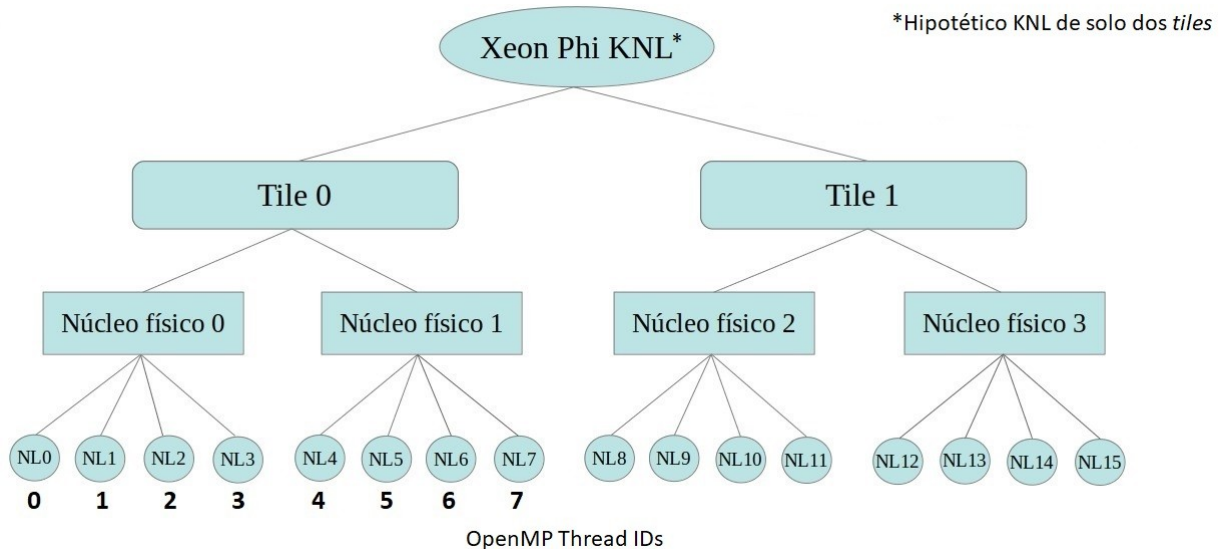 *Hipotético KNL de solo dos tiles
Xeon Phi KNL*
Tile 0 Tile 1
Núcleo físico 0 Núcleo físico 1 Núcleo físico 2 Núcleo físico 3
NL0 NL1 NL2 NL3 NL4 NL5 NL6 NL7 NL8 NL9 NL10 NL11 NL12 NL13 NL14 NL15
0 1 2 3 4 5 6 7
OpenMP Thread IDs